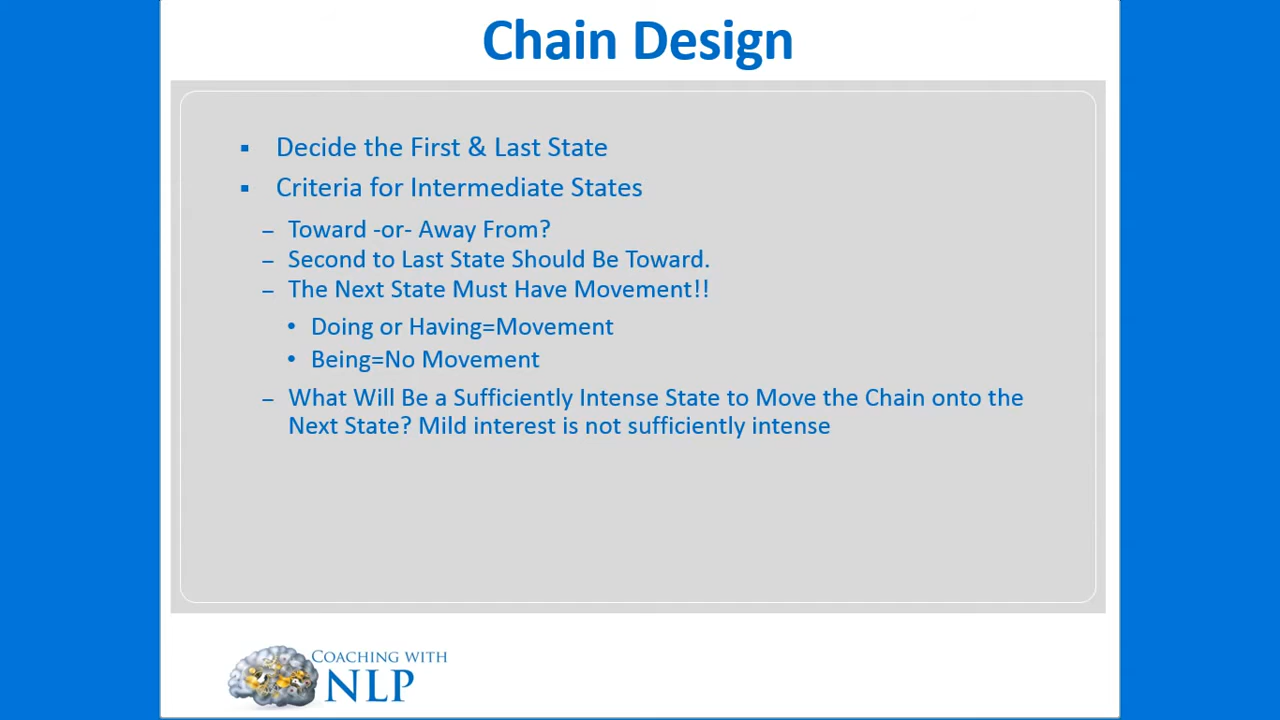 Chain Design
▪ Decide the First & Last State
▪ Criteria for Intermediate States
– Toward -or- Away From?
– Second to Last State Should Be Toward.
– The Next State Must Have Movement!!
• Doing or Having=Movement
• Being=No Movement
– What Will Be a Sufficiently Intense State to Move the Chain onto the
Next State? Mild interest is not sufficiently intense
COACHING WITH
NLP